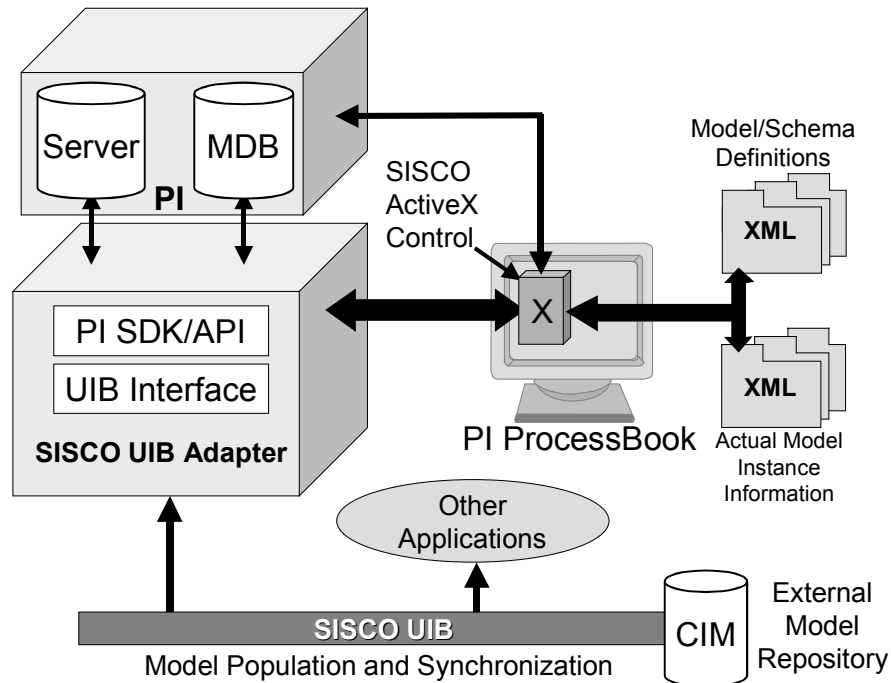 Server
MDB
PI
SISCO
ActiveX
Control
Model/Schema
Definitions
XML
X
PI SDK/API
UIB Interface
SISCO UIB Adapter
PI ProcessBook
XML
Actual Model
Instance
Information
Other
Applications
SISCO UIB
CIM
External
Model
Repository
Model Population and Synchronization